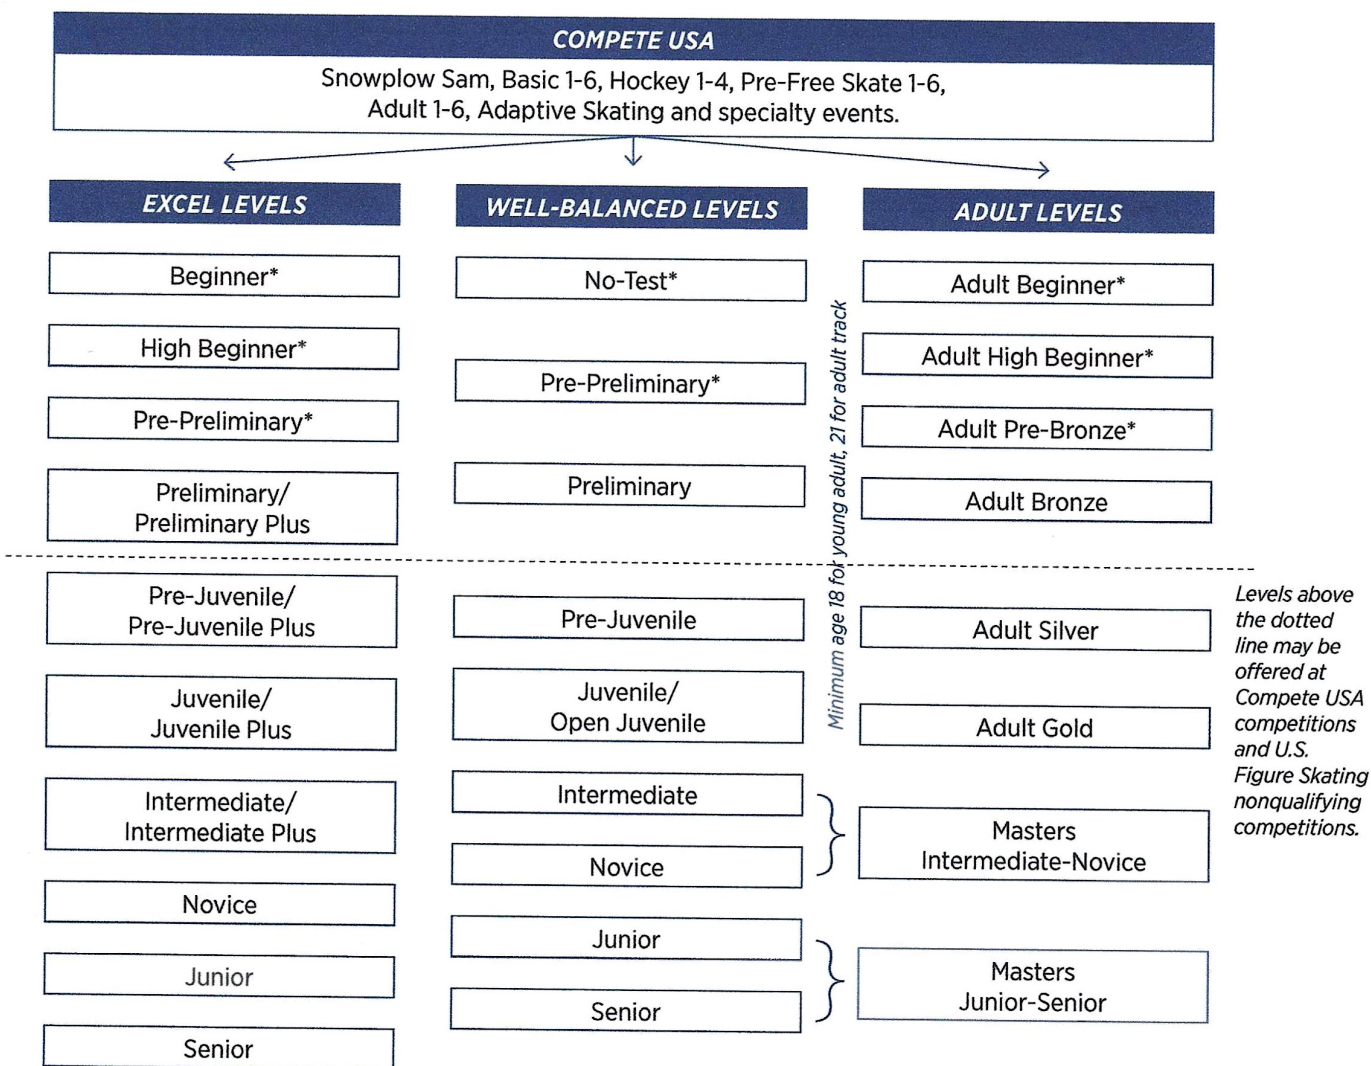 COMPETE USA
Snowplow Sam, Basic 1-6, Hockey 1-4, Pre-Free Skate 1-6,
Adult 1-6, Adaptive Skating and specialty events.
EXCEL LEVELS
Beginner*
High Beginner*
Pre-Preliminary*
Preliminary/
Preliminary Plus
Pre-Juvenile/
Pre-Juvenile Plus
Juvenile/
Juvenile Plus
Intermediate/
Intermediate Plus
Novice
Junior
Senior
WELL-BALANCED LEVELS
No-Test*
Pre-Preliminary*
Preliminary
Pre-Juvenile
Juvenile/
Open Juvenile
Intermediate
Novice
Junior
Senior
Minimum age 18 for young adult, 21 for adult track
ADULT LEVELS
Adult Beginner*
Adult High Beginner*
Adult Pre-Bronze*
Adult Bronze
Adult Silver
Adult Gold
Masters
Intermediate-Novice
Masters
Junior-Senior
Levels above
the dotted
line may be
offered at
Compete USA
competitions
and U.S.
Figure Skating
nonqualifying
competitions.